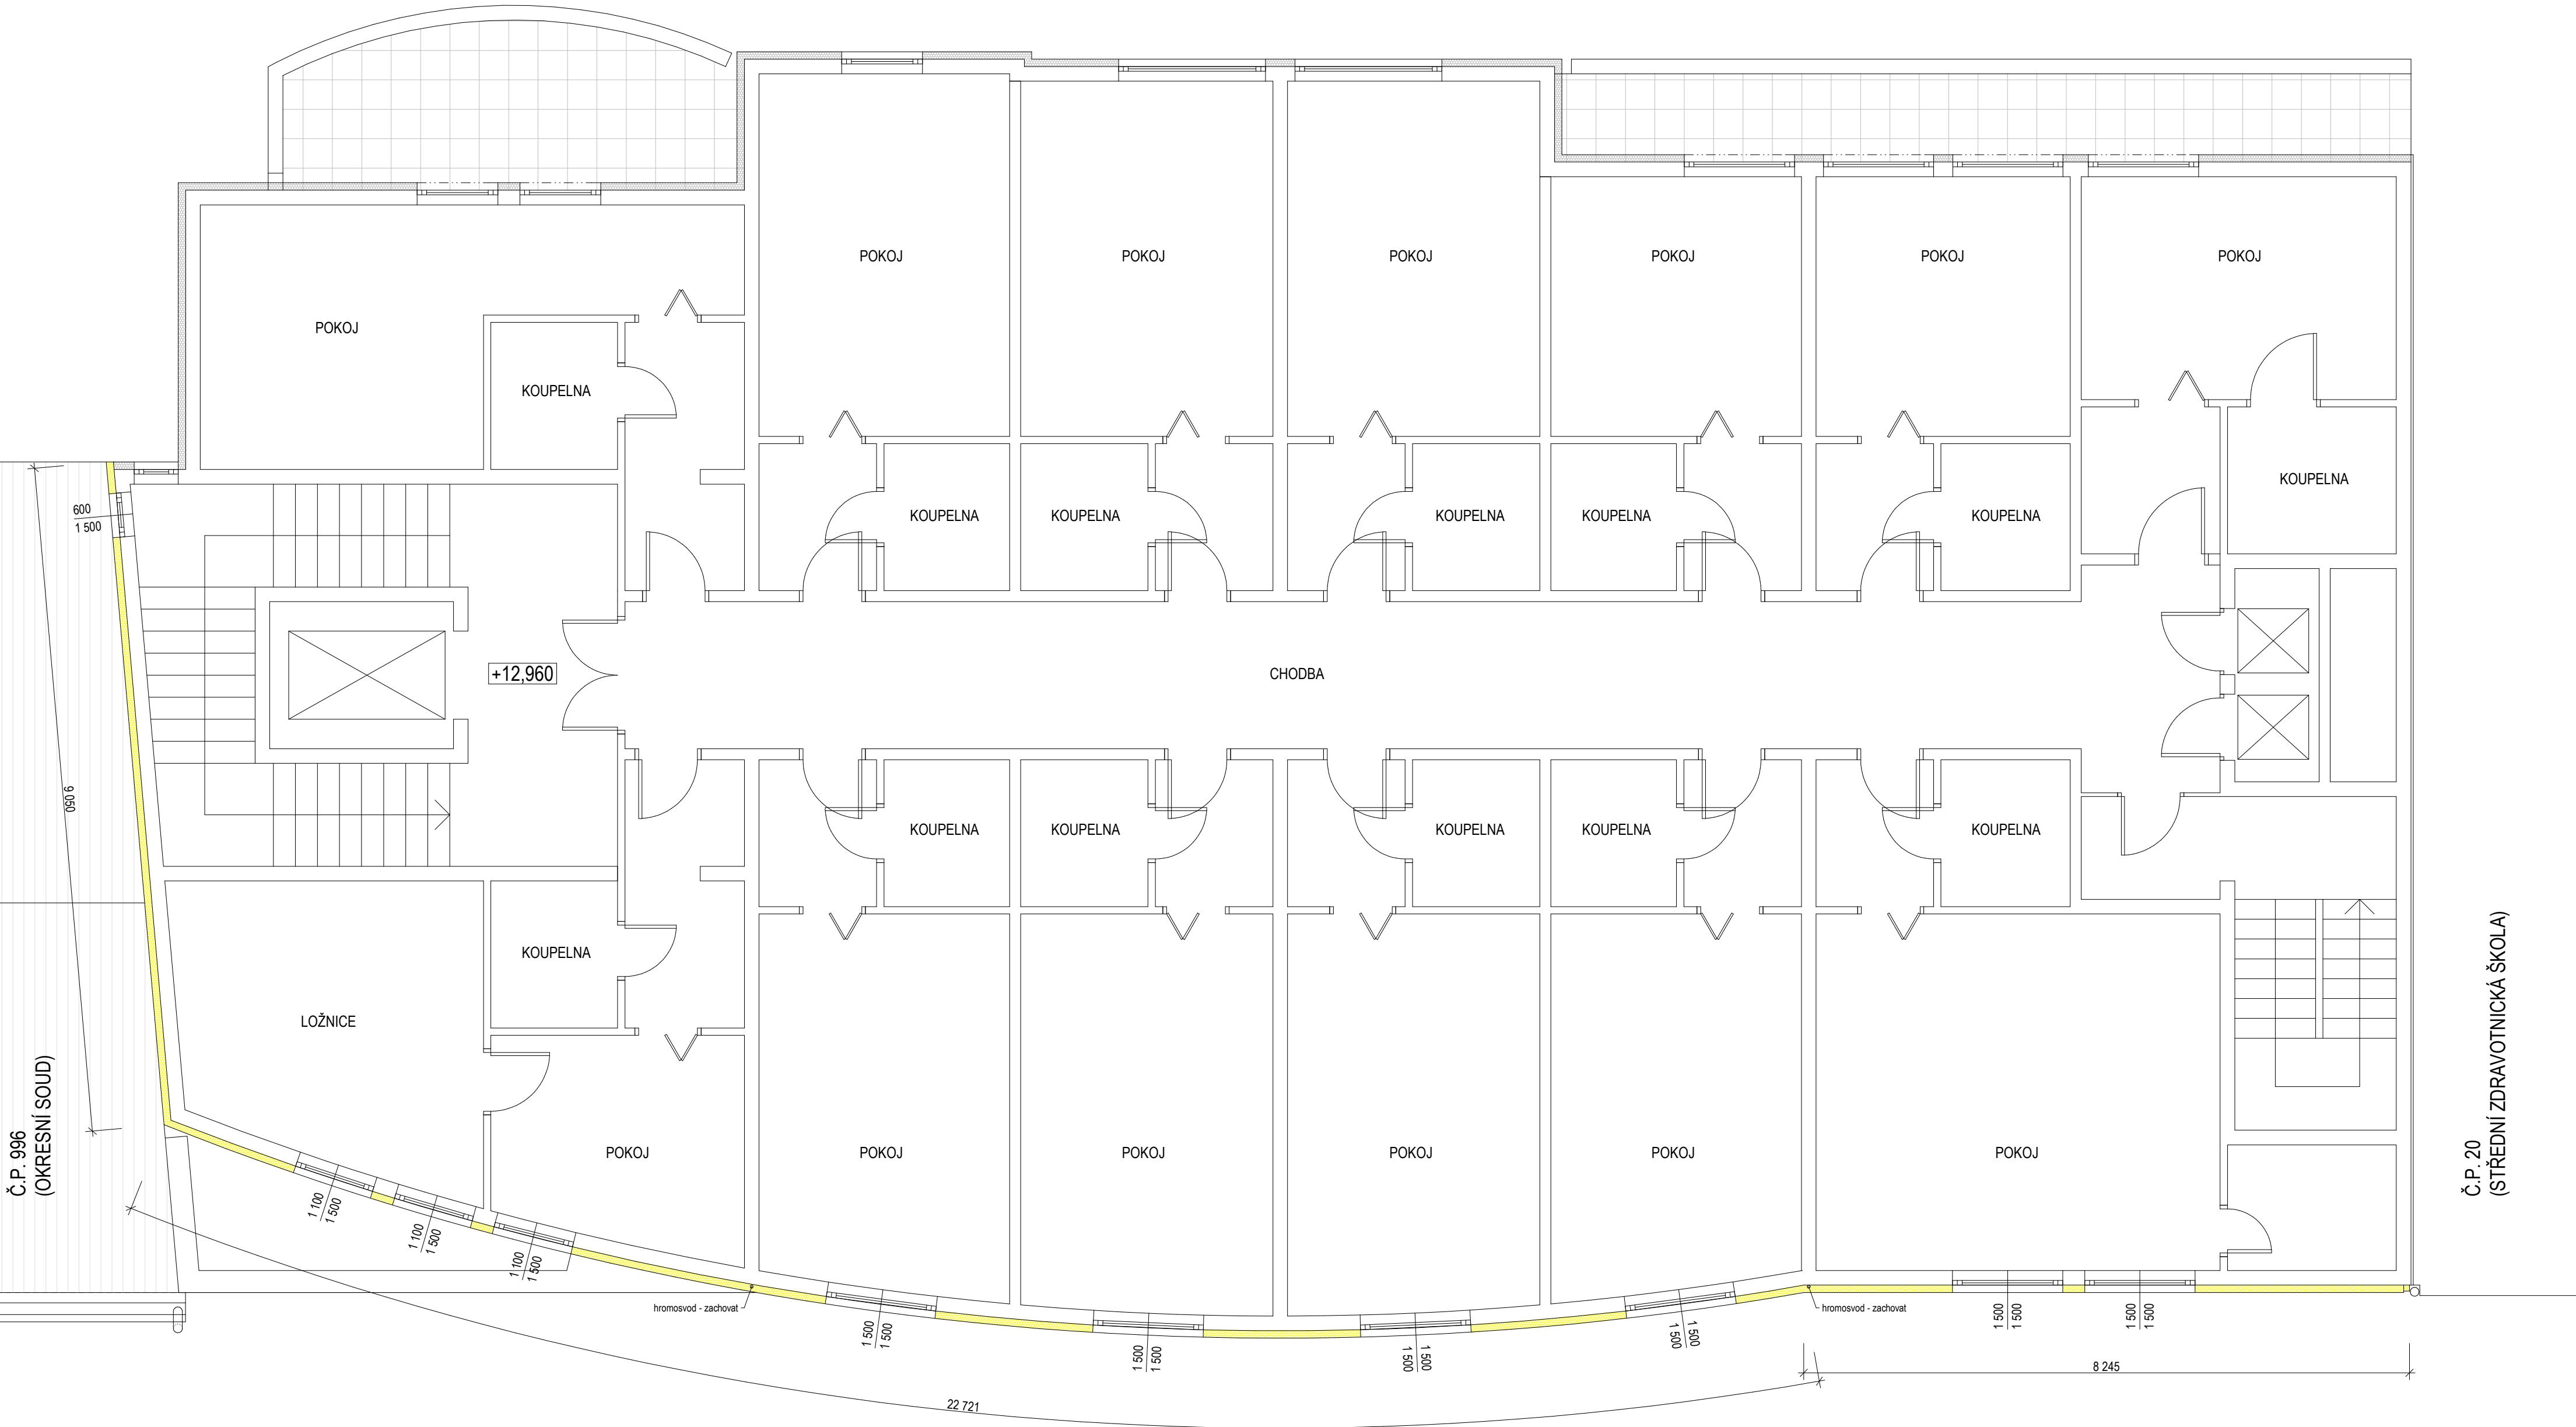 POKOJ
POKOJ
POKOJ
POKOJ
POKOJ
POKOJ
POKOJ
KOUPELNA
KOUPELNA
KOUPELNA
KOUPELNA
KOUPELNA
KOUPELNA
KOUPELNA
KOUPELNA
600
1 500
+12,960
CHODBA
9 050
KOUPELNA
KOUPELNA
KOUPELNA
KOUPELNA
KOUPELNA
KOUPELNA
LOŽNICE
POKOJ
POKOJ
POKOJ
POKOJ
POKOJ
POKOJ
Č.P. 996
(OKRESNÍ SOUD)
Č.P. 20
(STŘEDNÍ ZDRAVOTNICKÁ ŠKOLA)
1 100
1 500
1 100
1 500
1 100
1 500
hromosvod - zachovat
hromosvod - zachovat
1 500
1 500
1 500
1 500
1 500
1 500
1 500
1 500
1 500
1 500
1 500
1 500
8 245
22 721